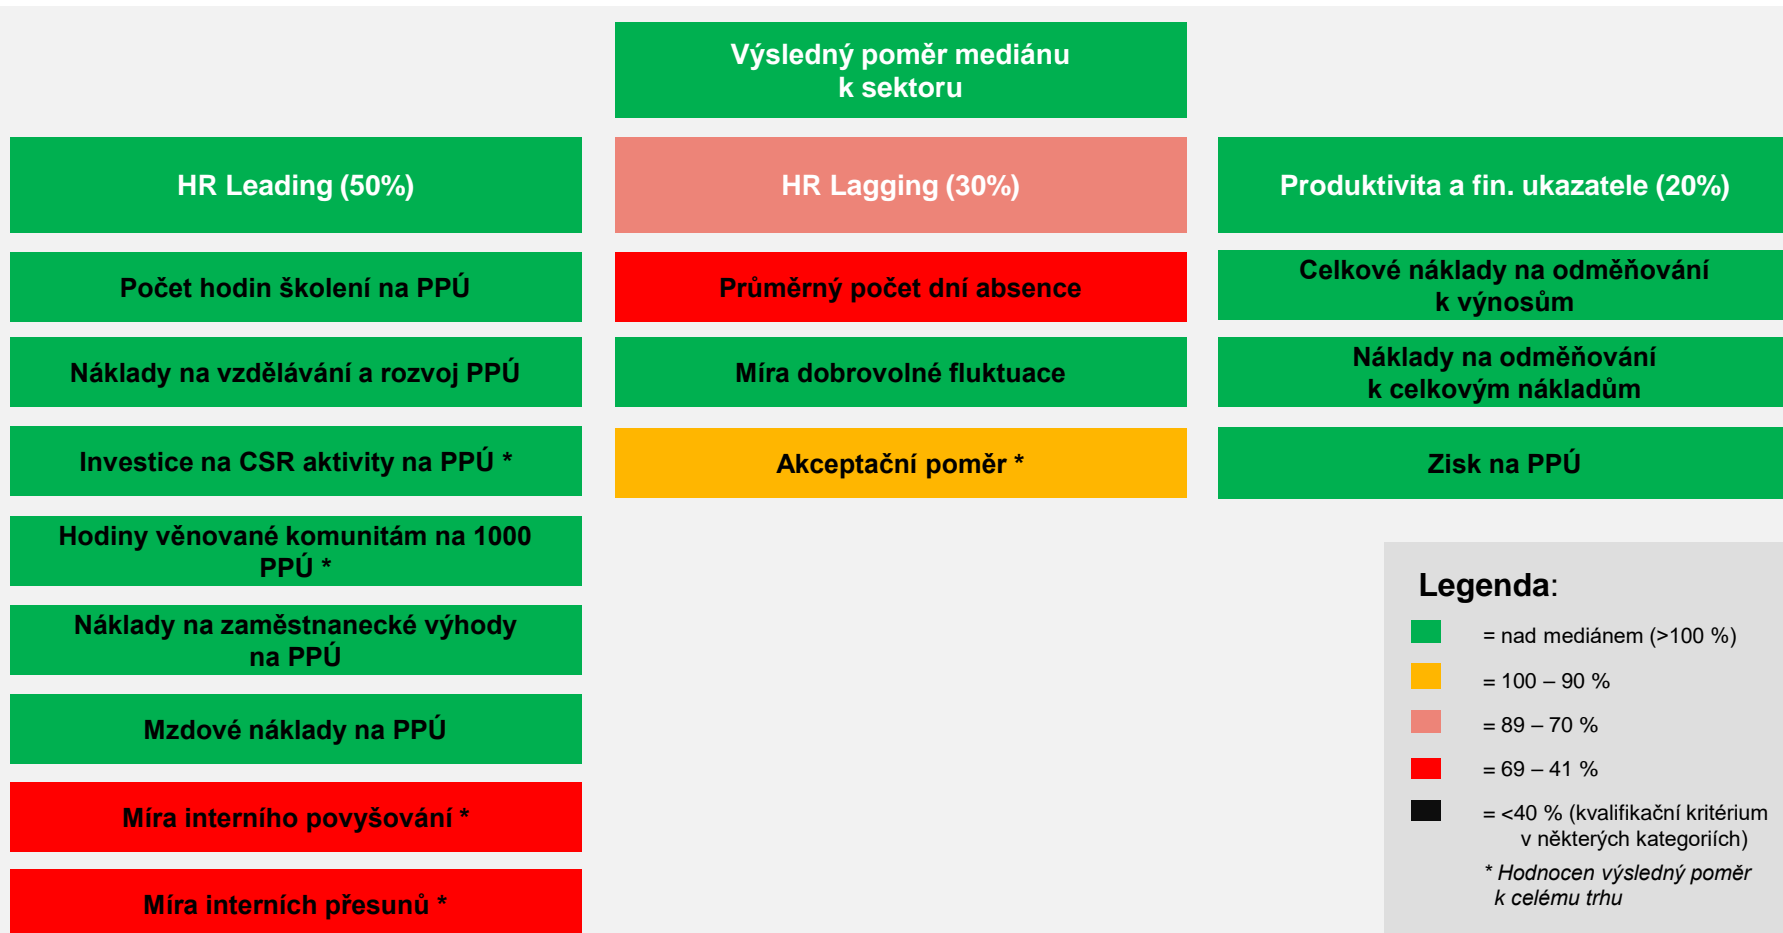 Výsledný poměr mediánu
k sektoru
HR Leading (50%)
HR Lagging (30%)
Produktivita a fin. ukazatele (20%)
Počet hodin školení na PPÚ
Náklady na vzdělávání a rozvoj PPÚ
Investice na CSR aktivity na PPÚ *
Hodiny věnované komunitám na 1000
PPÚ *
Náklady na zaměstnanecké výhody
na PPÚ
Mzdové náklady na PPÚ
Míra interního povyšování *
Míra interních přesunů *
Průměrný počet dní absence
Míra dobrovolné fluktuace
Akceptační poměr *
Celkové náklady na odměňování
k výnosům
Náklady na odměňování
k celkovým nákladům
Zisk na PPÚ
Legenda:
= nad mediánem (>100 %)
= 100 – 90 %
= 89 – 70 %
= 69 – 41 %
= <40 % (kvalifikační kritérium
v některých kategoriích)
* Hodnocen výsledný poměr
k celému trhu